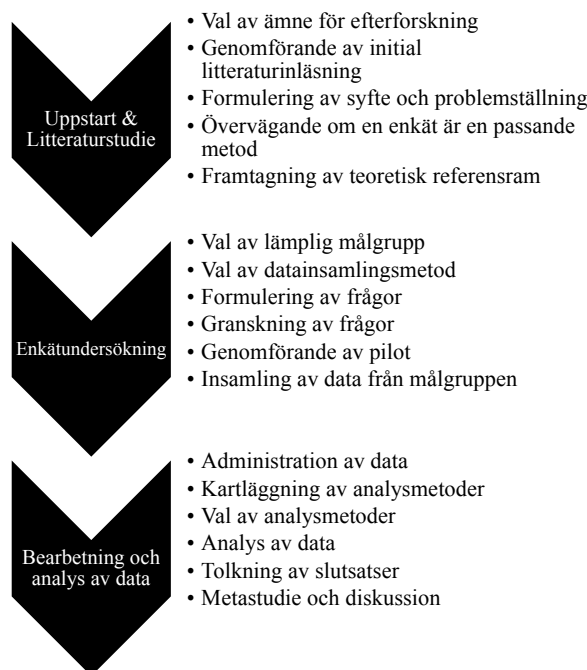 Uppstart &
Litteraturstudie
• Val av ämne för efterforskning
• Genomförande av initial
litteraturinläsning
• Formulering av syfte och problemställning
• Övervägande om en enkät är en passande
metod
• Framtagning av teoretisk referensram
Enkätundersökning
• Val av lämplig målgrupp
• Val av datainsamlingsmetod
• Formulering av frågor
• Granskning av frågor
• Genomförande av pilot
• Insamling av data från målgruppen
Bearbetning och
analys av data
• Administration av data
• Kartläggning av analysmetoder
• Val av analysmetoder
• Analys av data
• Tolkning av slutsatser
• Metastudie och diskussion